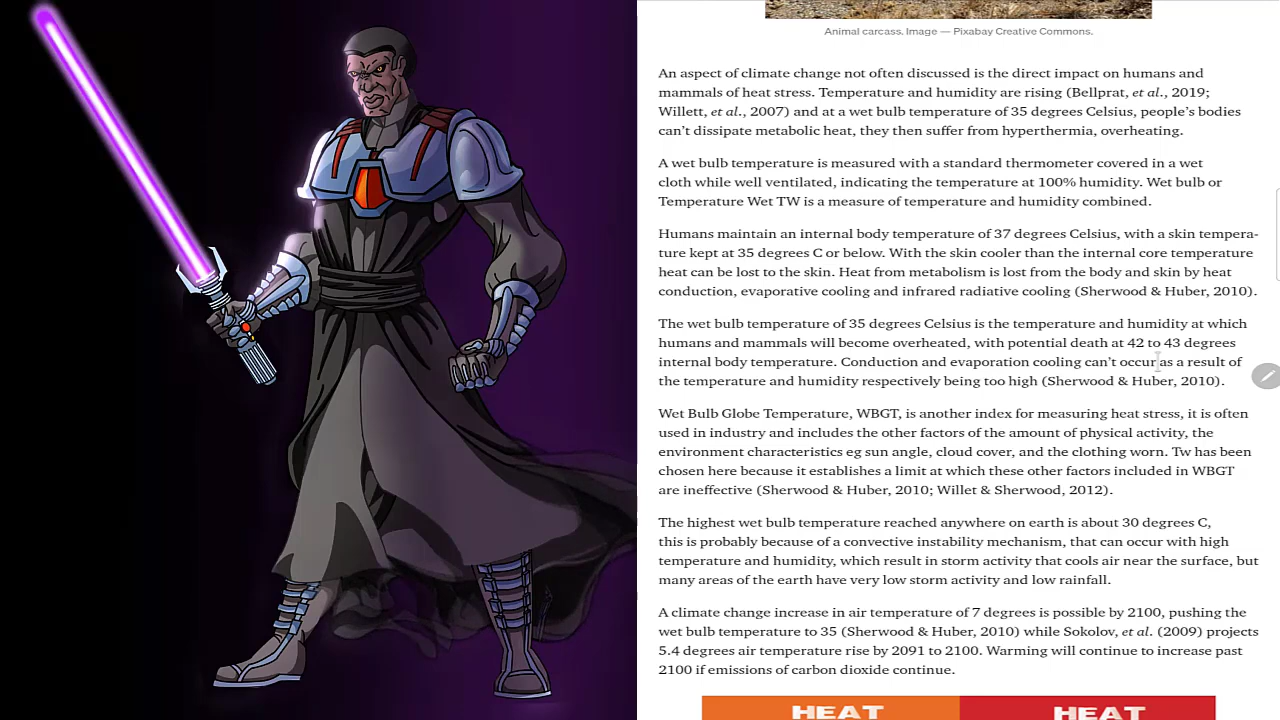 Animal carcass. Image — Pixabay Creative Commons.
An aspect of climate change not often discussed is the direct impact on humans and
mammals of heat stress. Temperature and humidity are rising (Bellprat, et al., 2019;
Willett, et al., 2007) and at a wet bulb temperature of 35 degrees Celsius, people’s bodies
can’t dissipate metabolic heat, they then suffer from hyperthermia, overheating.
A wet bulb temperature is measured with a standard thermometer covered in a wet
cloth while well ventilated, indicating the temperature at 100% humidity. Wet bulb or
Temperature Wet TW is a measure of temperature and humidity combined.
Humans maintain an internal body temperature of 37 degrees Celsius, with a skin tempera-
ture kept at 35 degrees C or below. With the skin cooler than the internal core temperature
heat can be lost to the skin. Heat from metabolism is lost from the body and skin by heat
conduction, evaporative cooling and infrared radiative cooling (Sherwood & Huber, 2010).
The wet bulb temperature of 35 degrees Celsius is the temperature and humidity at which
humans and mammals will become overheated, with potential death at 42 to 43 degrees
internal body temperature. Conduction and evaporation cooling can’t occur as a result of
the temperature and humidity respectively being too high (Sherwood & Huber, 2010).
Wet Bulb Globe Temperature, WBGT, is another index for measuring heat stress, it is often
used in industry and includes the other factors of the amount of physical activity, the
environment characteristics eg sun angle, cloud cover, and the clothing worn. Tw has been
chosen here because it establishes a limit at which these other factors included in WBGT
are ineffective (Sherwood & Huber, 2010; Willet & Sherwood, 2012).
The highest wet bulb temperature reached anywhere on earth is about 30 degrees C,
this is probably because of a convective instability mechanism, that can occur with high
temperature and humidity, which result in storm activity that cools air near the surface, but
many areas of the earth have very low storm activity and low rainfall.
A climate change increase in air temperature of 7 degrees is possible by 2100, pushing the
wet bulb temperature to 35 (Sherwood & Huber, 2010) while Sokolov, et al. (2009) projects
5.4 degrees air temperature rise by 2091 to 2100. Warming will continue to increase past
2100 if emissions of carbon dioxide continue.
HEAT
HEAT